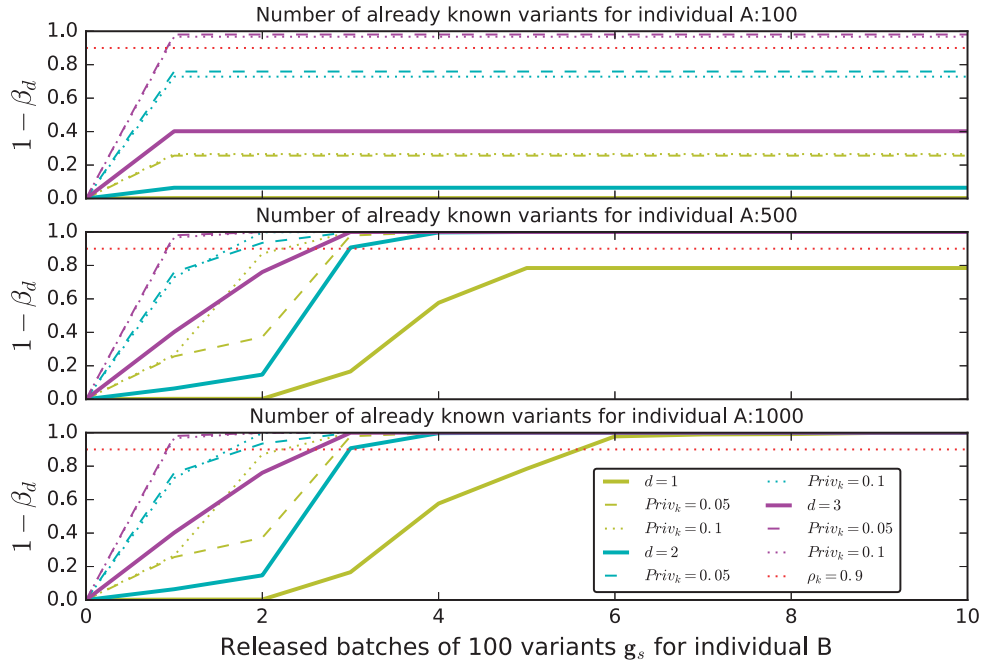 Number of already known variants for individual A:100
1.0
0.8
0.6
0.4
0.2
0.0
1 − β_d
Number of already known variants for individual A:500
1.0
0.8
0.6
0.4
0.2
0.0
1 − β_d
Number of already known variants for individual A:1000
1.0
0.8
0.6
0.4
0.2
0.0
1 − β_d
d = 1
Priv_k = 0.05
Priv_k = 0.1
d = 2
Priv_k = 0.05
Priv_k = 0.1
d = 3
Priv_k = 0.05
Priv_k = 0.1
ρ_k = 0.9
0 2 4 6 8 10
Released batches of 100 variants g_s for individual B